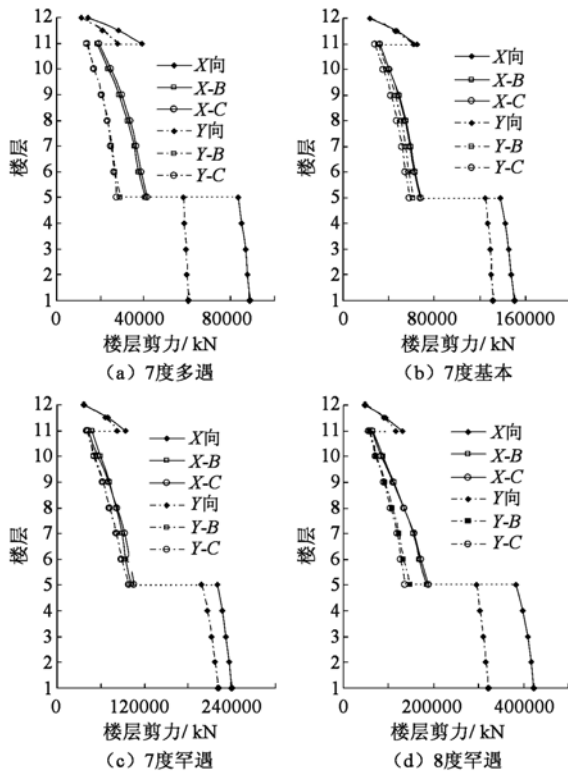 12
11
10
9
8
7
6
5
4
3
2
1
楼层
X向
X-B
X-C
Y向
Y-B
Y-C
0 40000 80000
楼层剪力/ kN
（a）7度多遇
12
11
10
9
8
7
6
5
4
3
2
1
楼层
X向
X-B
X-C
Y向
Y-B
Y-C
0 80000 160000
楼层剪力/ kN
（b）7度基本
12
11
10
9
8
7
6
5
4
3
2
1
楼层
X向
X-B
X-C
Y向
Y-B
Y-C
0 120000 240000
楼层剪力/ kN
（c）7度罕遇
12
11
10
9
8
7
6
5
4
3
2
1
楼层
X向
X-B
X-C
Y向
Y-B
Y-C
0 200000 400000
楼层剪力/ kN
（d）8度罕遇